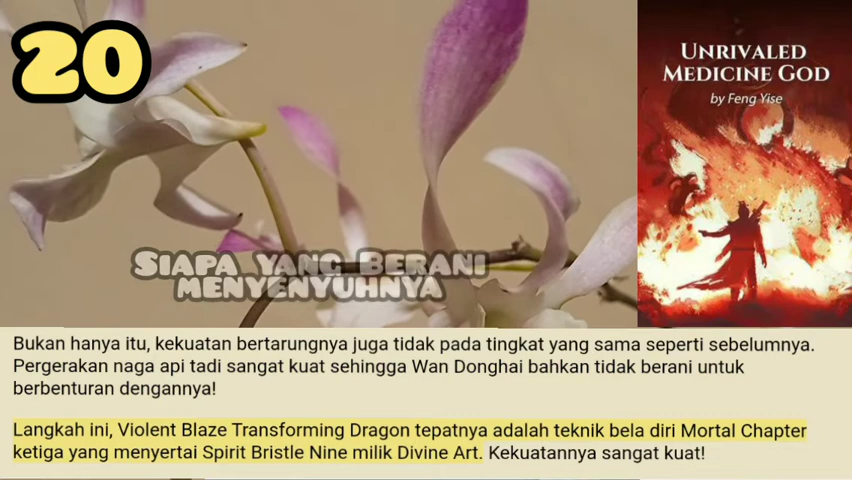 20
UNRIVALED
MEDICINE GOD
by Feng Yise
SIAPA YANG BERANI
MENYENYUHNYA
Bukan hanya itu, kekuatan bertarungnya juga tidak pada tingkat yang sama seperti sebelumnya.
Pergerakan naga api tadi sangat kuat sehingga Wan Donghai bahkan tidak berani untuk
berbenturan dengannya!
Langkah ini, Violent Blaze Transforming Dragon tepatnya adalah teknik bela diri Mortal Chapter
ketiga yang menyertai Spirit Bristle Nine milik Divine Art. Kekuatannya sangat kuat!